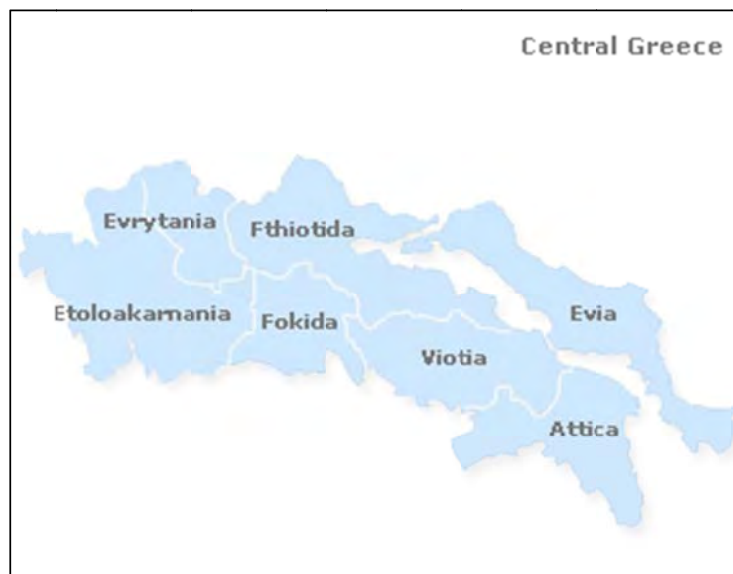 Central Greece
Evrytania
Fthiotida
Etoloakarnania
Fokida
Evia
Viotia
Attica